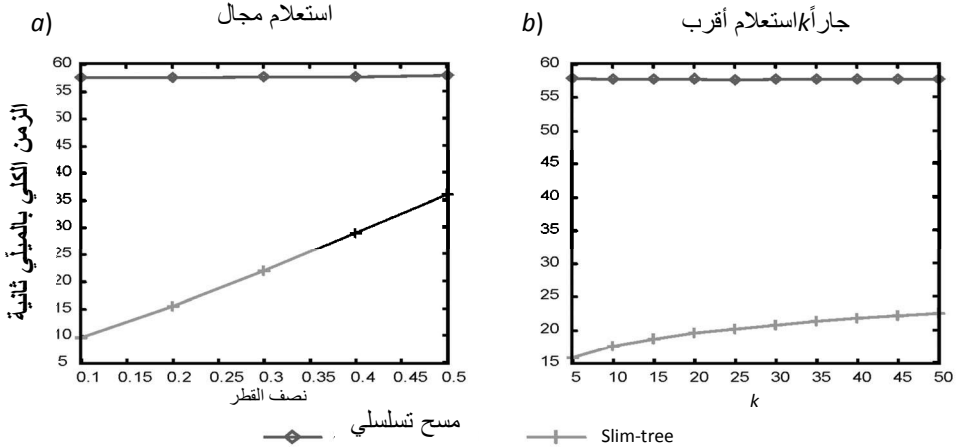 a) استعلام مجال
الزمن الكلي بالميلّي ثانية
60
55
50
45
40
35
30
25
20
15
10
5
0.1 0.15 0.2 0.25 0.3 0.35 0.4 0.45 0.5
نصف القطر
b) استعلام أقرب k جاراً
60
55
50
45
40
35
30
25
20
15
5 10 15 20 25 30 35 40 45 50
k
مسح تسلسلي
Slim-tree